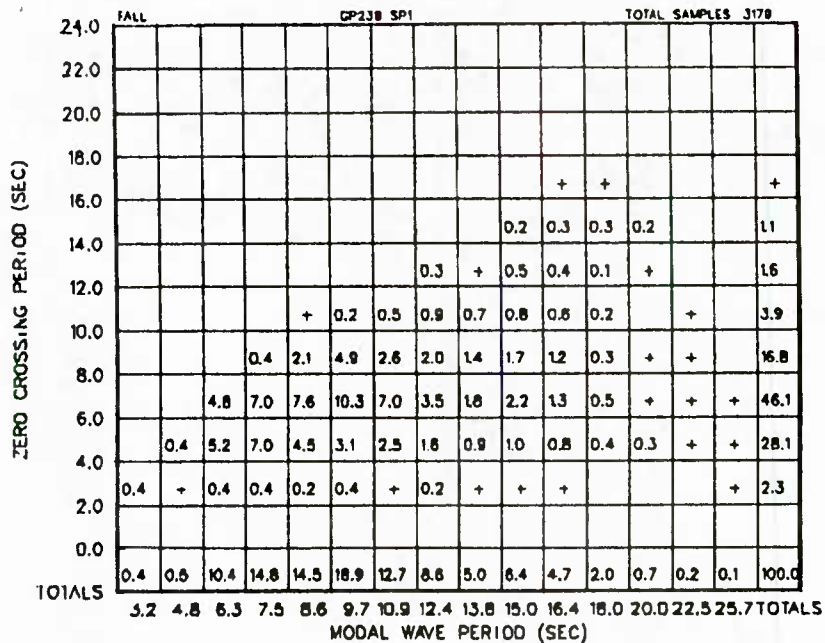 FALL GP238 SP1 TOTAL SAMPLES 3178
24.0
22.0
20.0
18.0
+ + +
16.0
0.2 0.3 0.3 0.2 1.1
14.0
0.3 + 0.5 0.4 0.1 + 1.6
12.0
+ 0.2 0.5 0.9 0.7 0.8 0.6 0.2 + 3.9
10.0
0.4 2.1 4.9 2.6 2.0 1.4 1.7 1.2 0.3 + + 16.8
8.0
4.8 7.0 7.6 10.3 7.0 3.5 1.8 2.2 1.3 0.5 + + + 46.1
6.0
0.4 5.2 7.0 4.5 3.1 2.5 1.6 0.9 1.0 0.8 0.4 0.3 + + 28.1
4.0
0.4 + 0.4 0.4 0.2 0.4 + 0.2 + + + + 2.3
2.0
0.0
TOTALS 0.4 0.6 10.4 14.8 14.5 18.9 12.7 8.6 5.0 6.4 4.7 2.0 0.7 0.2 0.1 100.0
3.2 4.8 6.3 7.5 8.6 9.7 10.9 12.4 13.8 15.0 16.4 18.0 20.0 22.5 25.7 TOTALS
MODAL WAVE PERIOD (SEC)
ZERO CROSSING PERIOD (SEC)